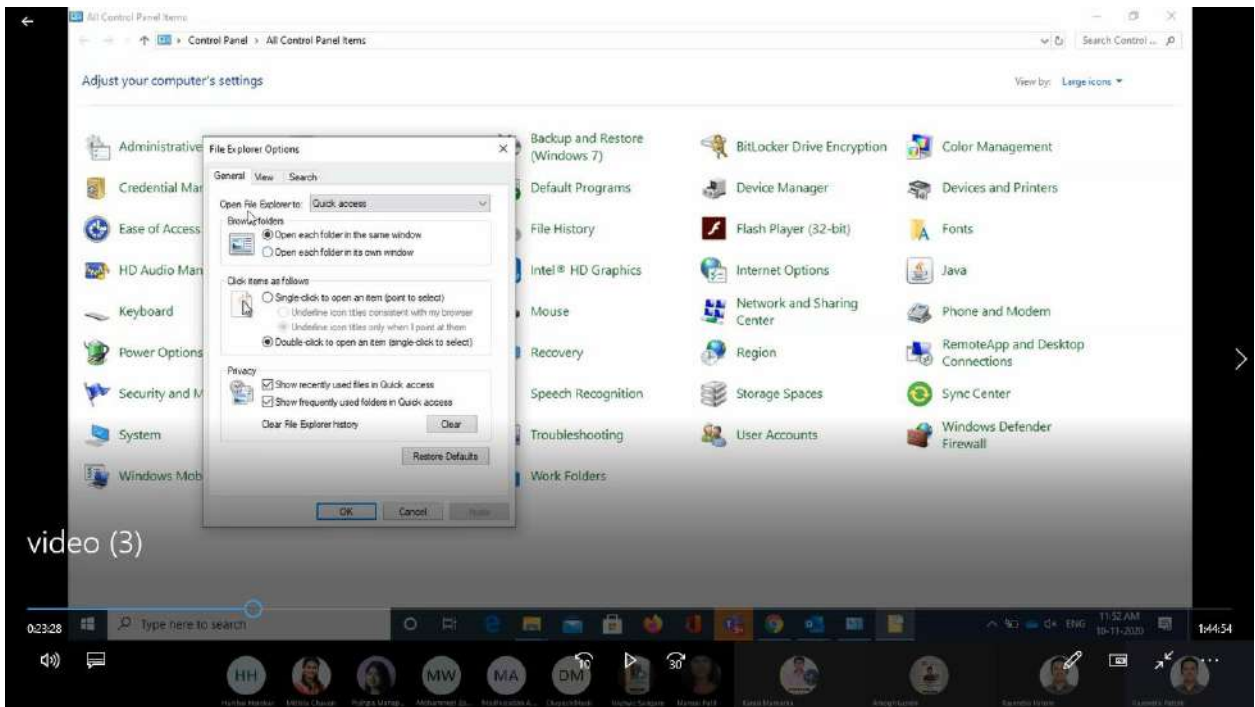 All Control Panel Items
Control Panel > All Control Panel Items
Search Control ...
Adjust your computer's settings
View by: Large icons
Administrative
Backup and Restore
(Windows 7)
BitLocker Drive Encryption
Color Management
Credential Mar
Default Programs
Device Manager
Devices and Printers
Ease of Access
File History
Flash Player (32-bit)
Fonts
HD Audio Man
Intel® HD Graphics
Internet Options
Java
Keyboard
Mouse
Network and Sharing
Center
Phone and Modem
Power Options
Recovery
Region
RemoteApp and Desktop
Connections
Security and M
Speech Recognition
Storage Spaces
Sync Center
System
Troubleshooting
User Accounts
Windows Defender
Firewall
Windows Mob
Work Folders
File Explorer Options
General View Search
Open File Explorer to: Quick access
Browse folders
Open each folder in the same window
Open each folder in its own window
Click items as follows
Single-click to open an item (point to select)
Underline icon titles consistent with my browser
Underline icon titles only when I point at them
Double-click to open an item (single-click to select)
Privacy
Show recently used files in Quick access
Show frequently used folders in Quick access
Clear File Explorer history Clear
Restore Defaults
OK Cancel Apply
video (3)
0:23:28
1:44:54
Type here to search
ENG
11:52 AM
10-11-2020
10
30
HH
MW
MA
DM